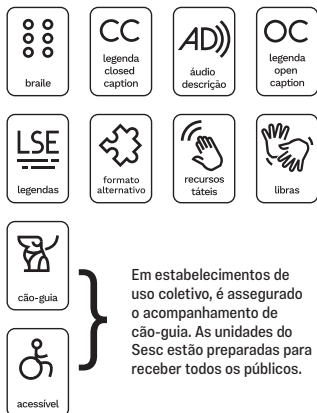 braile
CC
legenda
closed
caption
AD))
áudio
descrição
OC
legenda
open
caption
LSE
legendas
formato
alternativo
recursos
táteis
libras
cão-guia
acessível
Em estabelecimentos de
uso coletivo, é assegurado
o acompanhamento de
cão-guia. As unidades do
Sesc estão preparadas para
receber todos os públicos.